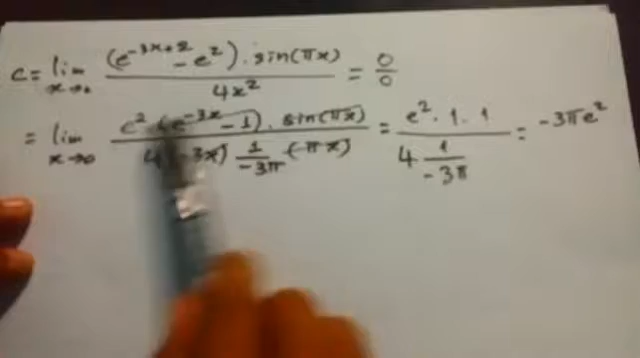 C = lim x→0 (e^{-3x+2} - e^2) · sin(πx) / 4x^2 = 0/0
= lim x→0 e^2 (e^{-3x} - 1) · sin(πx) / 4 3x) 1/-3π (-πx) = e^2 · 1 · 1 / 4 1/-3π = -3πe^2